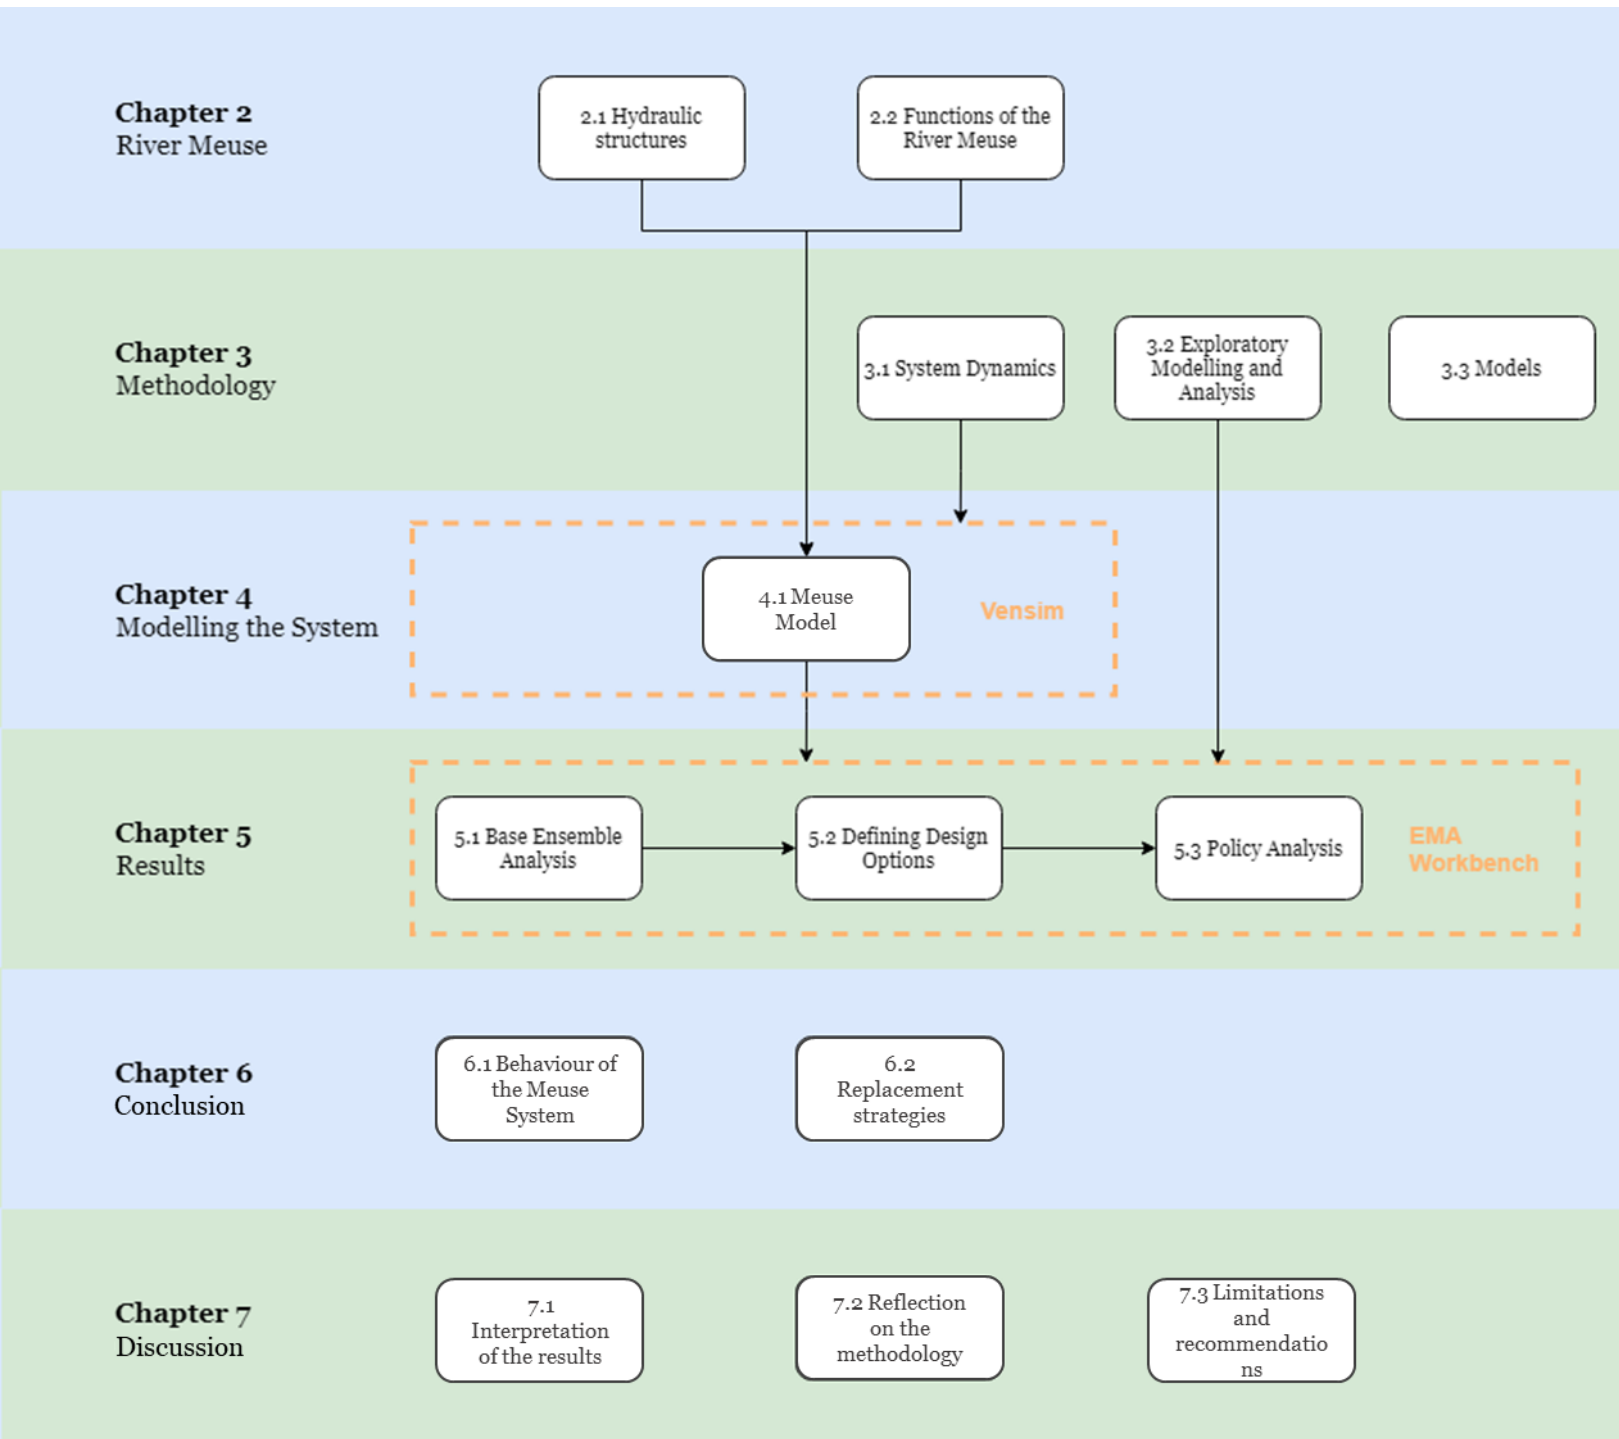 Chapter 2
River Meuse
2.1 Hydraulic
structures
2.2 Functions of the
River Meuse
Chapter 3
Methodology
3.1 System Dynamics
3.2 Exploratory
Modelling and
Analysis
3.3 Models
Chapter 4
Modelling the System
4.1 Meuse
Model
Vensim
Chapter 5
Results
5.1 Base Ensemble
Analysis
5.2 Defining Design
Options
5.3 Policy Analysis
EMA
Workbench
Chapter 6
Conclusion
6.1 Behaviour of
the Meuse
System
6.2
Replacement
strategies
Chapter 7
Discussion
7.1
Interpretation
of the results
7.2 Reflection
on the
methodology
7.3 Limitations
and
recommendatio
ns